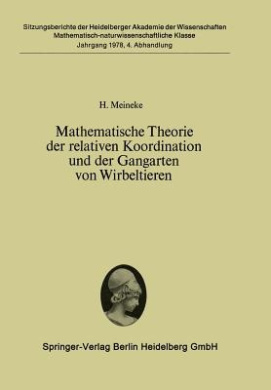 Sitzungsberichte der Heidelberger Akademie der Wissenschaften
Mathematisch-naturwissenschaftliche Klasse
Jahrgang 1978, 4. Abhandlung
H. Meineke
Mathematische Theorie
der relativen Koordination
und der Gangarten
von Wirbeltieren
Springer-Verlag Berlin Heidelberg GmbH